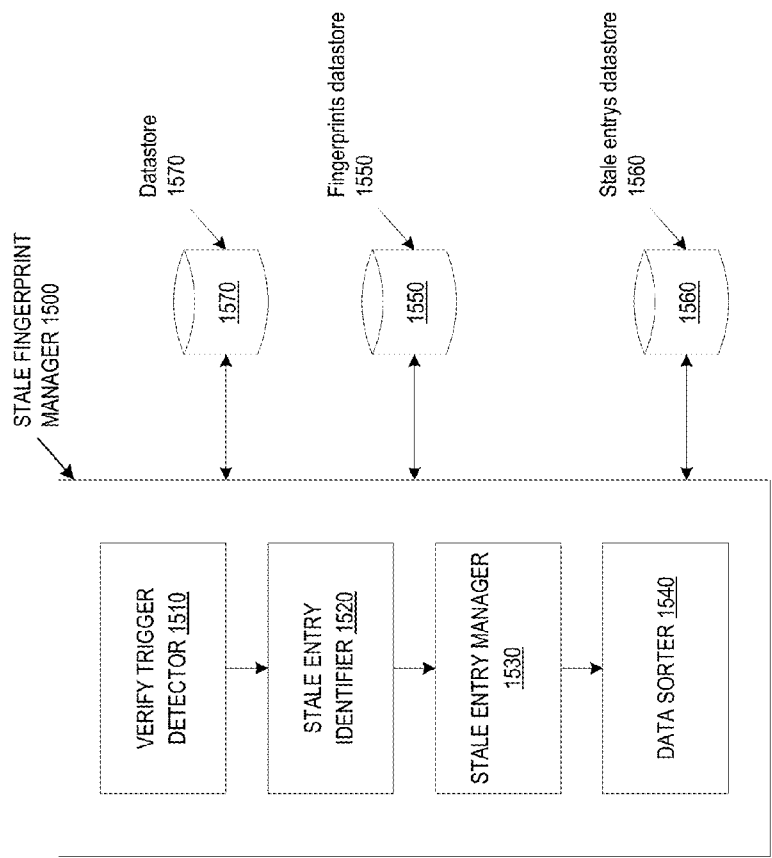 STALE FINGERPRINT
MANAGER 1500
VERIFY TRIGGER
DETECTOR 1510
STALE ENTRY
IDENTIFIER 1520
STALE ENTRY MANAGER
1530
DATA SORTER 1540
1570
Datastore
1570
1550
Fingerprints datastore
1550
1560
Stale entrys datastore
1560